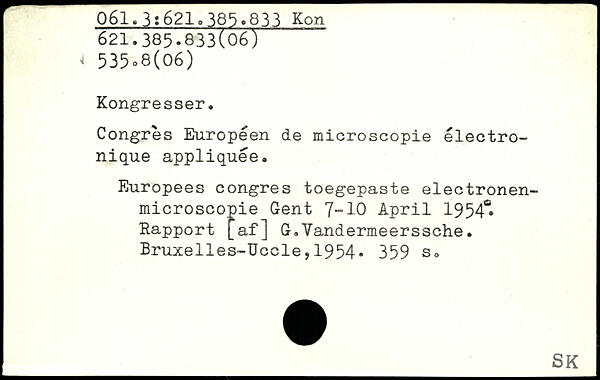 061.3:621.385.833 Kon
621.385.833(06)
535.8(06)
Kongresser.
Congrès Européen de microscopie électro-
nique appliquée.
Europees congres toegepaste electronen-
microscopie Gent 7-10 April 1954.
Rapport [af] G.Vandermeerssche.
Bruxelles-Uccle,1954. 359 s.
SK